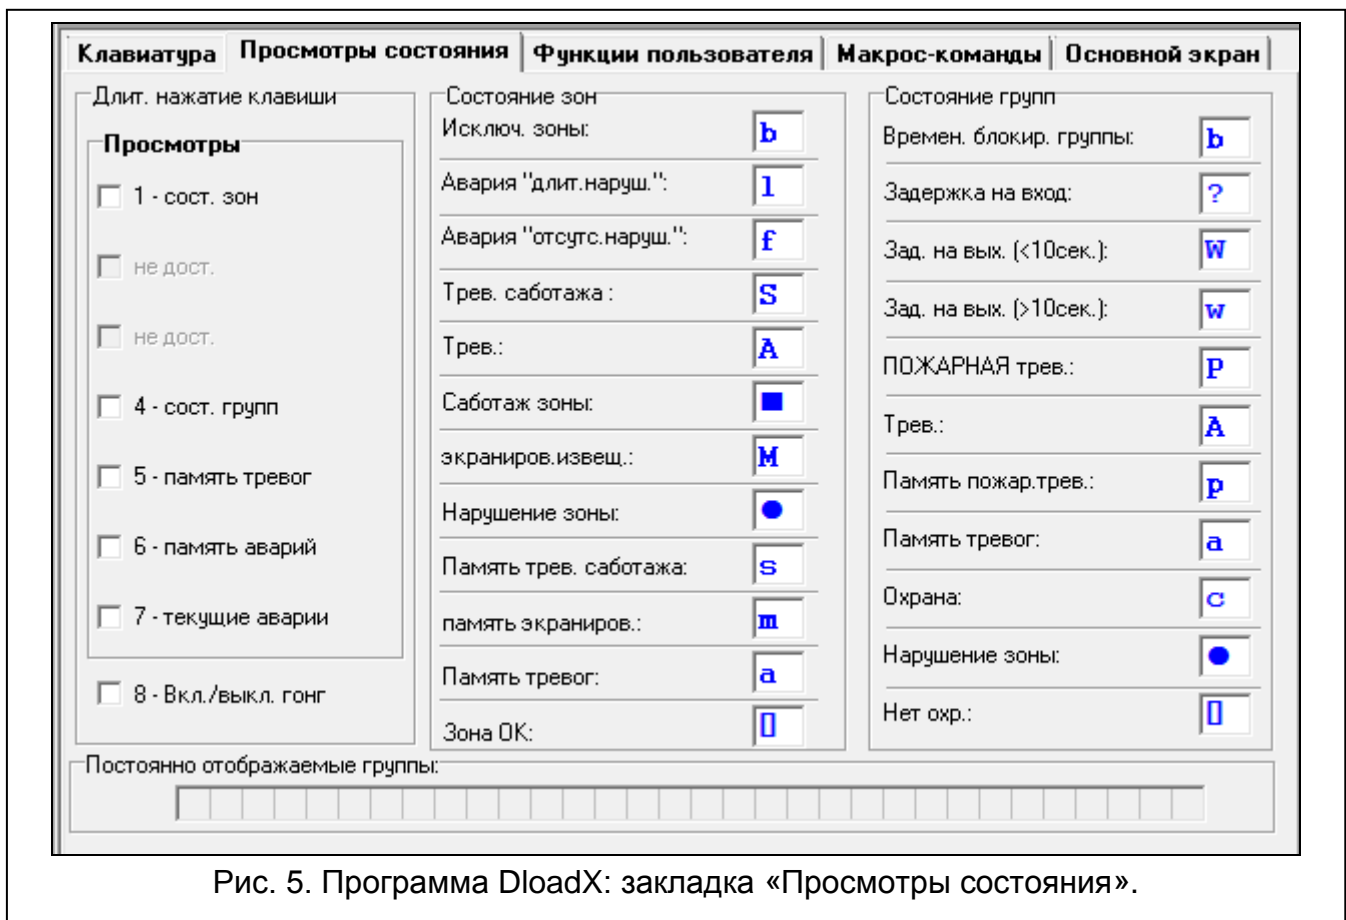 Клавиатура Просмотры состояния Функции пользователя Макрос-команды Основной экран
Длит. нажатие клавиши
Просмотры
1 - сост. зон
не дост.
не дост.
4 - сост. групп
5 - память тревог
6 - память аварий
7 - текущие аварии
8 - Вкл./выкл. гонг
Состояние зон
Исключ. зоны: b
Авария "длит.наруш.": l
Авария "отсутс.наруш.": f
Трев. саботажа : S
Трев.: A
Саботаж зоны: ■
экраниров.извещ.: M
Нарушение зоны: ●
Память трев. саботажа: s
память экраниров.: m
Память тревог: a
Зона ОК: []
Состояние групп
Времен. блокир. группы: b
Задержка на вход: ?
Зад. на вых. (<10сек.): W
Зад. на вых. (>10сек.): w
ПОЖАРНАЯ трев.: P
Трев.: A
Память пожар.трев.: p
Память тревог: a
Охрана: c
Нарушение зоны: ●
Нет охр.: []
Постоянно отображаемые группы:
Рис. 5. Программа DloadX: закладка «Просмотры состояния».